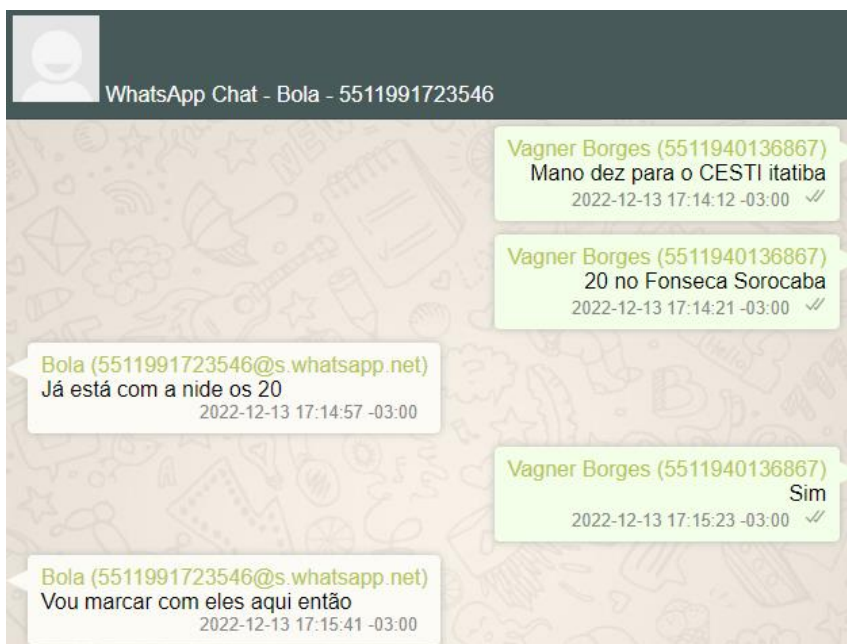 WhatsApp Chat - Bola - 5511991723546
Vagner Borges (5511940136867)
Mano dez para o CESTI itatiba
2022-12-13 17:14:12 -03:00
Vagner Borges (5511940136867)
20 no Fonseca Sorocaba
2022-12-13 17:14:21 -03:00
Bola (5511991723546@s.whatsapp.net)
Já está com a nide os 20
2022-12-13 17:14:57 -03:00
Vagner Borges (5511940136867)
Sim
2022-12-13 17:15:23 -03:00
Bola (5511991723546@s.whatsapp.net)
Vou marcar com eles aqui então
2022-12-13 17:15:41 -03:00